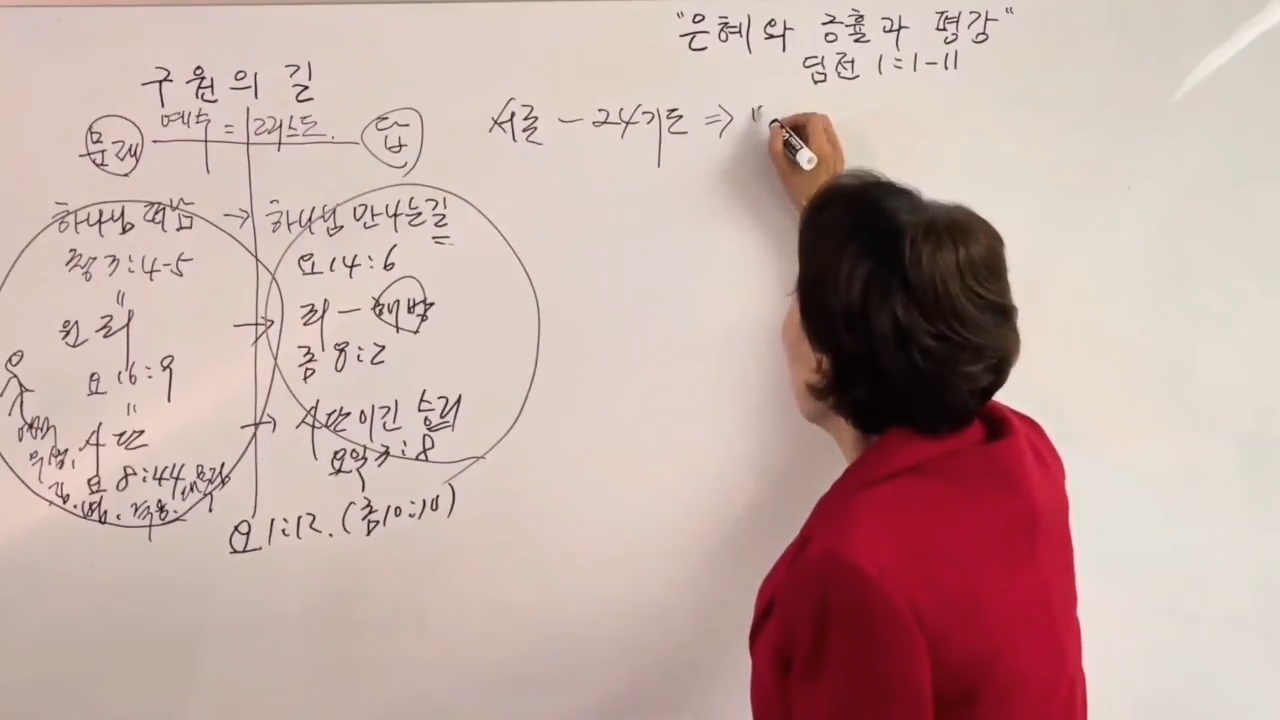 "은혜와 긍휼과 평강"
딤전 1:1-11
구원의 길
예수 = 그리스도.
문제
답
서론 - 24기도 ⇒ "
하나님 떠남 → 하나님 만나는길
창 3:4-5
요 14:6
원죄 → 죄 - 해방
요 16:9
롬 8:2
사단 → 사단이긴 승리
요 8:44
요일 3:8
요 1:12. (롬10:10)